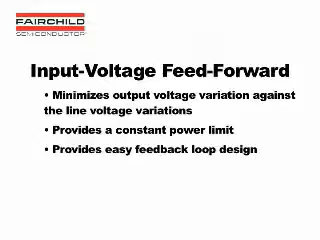 FAIRCHILD
SEMICONDUCTOR
Input-Voltage Feed-Forward
• Minimizes output voltage variation against
the line voltage variations
• Provides a constant power limit
• Provides easy feedback loop design